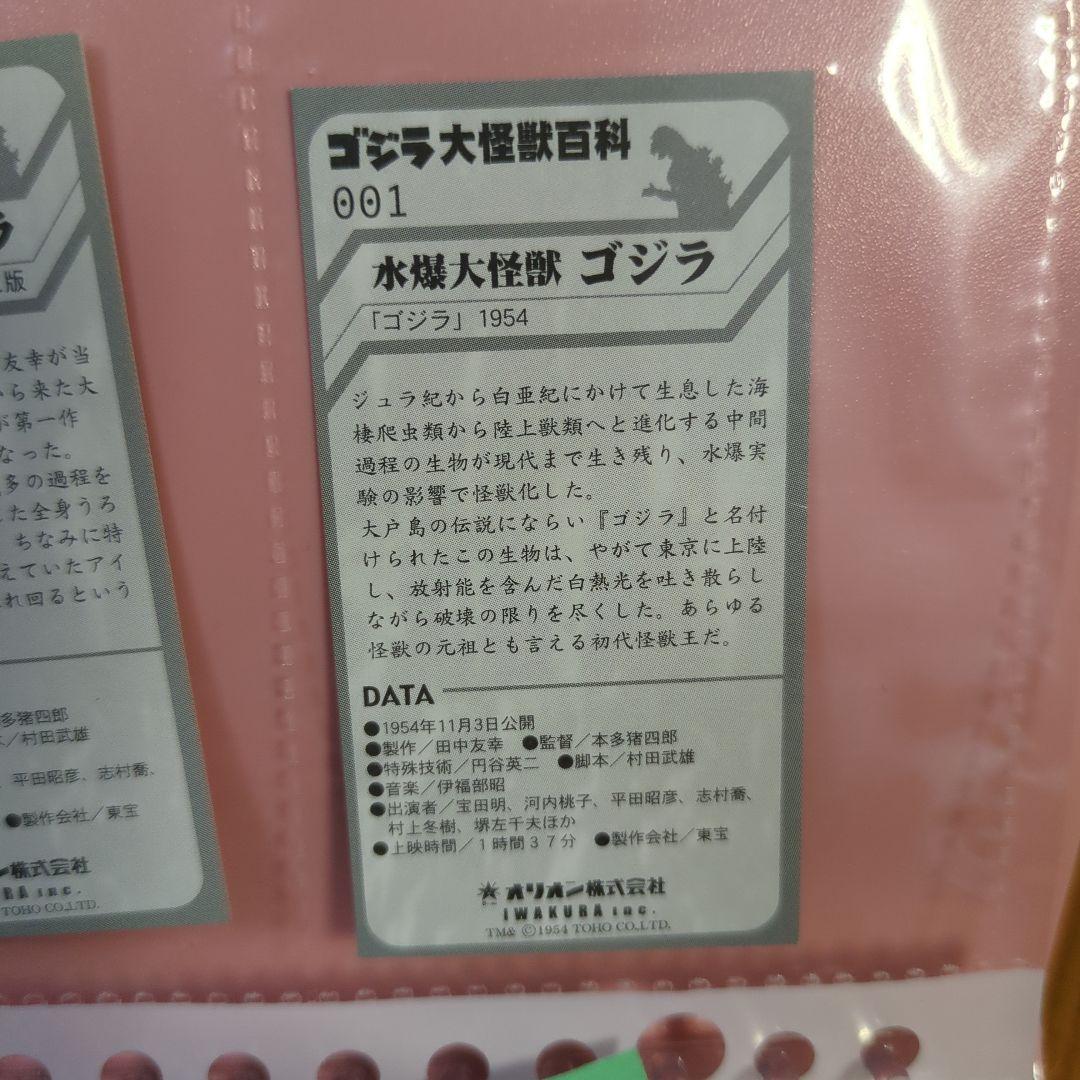 ゴジラ大怪獣百科
001
水爆大怪獣 ゴジラ
「ゴジラ」1954
ジュラ紀から白亜紀にかけて生息した海
棲爬虫類から陸上獣類へと進化する中間
過程の生物が現代まで生き残り、水爆実
験の影響で怪獣化した。
大戸島の伝説にならい『ゴジラ』と名付
けられたこの生物は、やがて東京に上陸
し、放射能を含んだ白熱光を吐き散らし
ながら破壊の限りを尽くした。あらゆる
怪獣の元祖とも言える初代怪獣王だ。
DATA
●1954年11月3日公開
●製作／田中友幸 ●監督／本多猪四郎
●特殊技術／円谷英二 ●脚本／村田武雄
●音楽／伊福部昭
●出演者／宝田明、河内桃子、平田昭彦、志村喬、
村上冬樹、堺左千夫ほか
●上映時間／1時間37分 ●製作会社／東宝
オリオン株式会社
IWAKURA inc.
TM& ©1954 TOHO CO.,LTD.
ラ
版
友幸が当
ら来た大
が第一作
なった。
多の過程を
た全身うろ
ちなみに特
えていたアイ
れ回るという
多猪四郎
／村田武雄
、平田昭彦、志村喬、
●製作会社／東宝
ン株式会社
RA inc.
TOHO CO.,LTD.